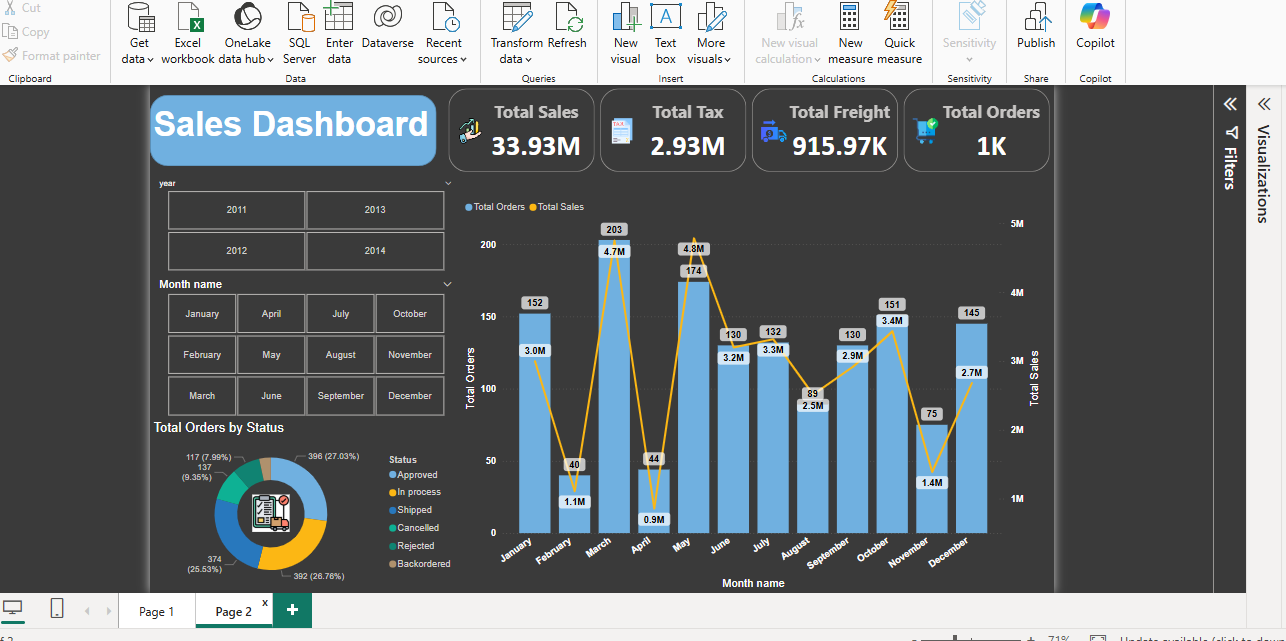 Cut
Copy
Format painter
Clipboard
Get data
Excel workbook
OneLake data hub
SQL Server
Enter data
Dataverse
Recent sources
Data
Transform data
Refresh
Queries
New visual
Text box
More visuals
Insert
New visual calculation
New measure
Quick measure
Calculations
Sensitivity
Sensitivity
Publish
Share
Copilot
Copilot
Sales Dashboard
Total Sales
33.93M
Total Tax
2.93M
Total Freight
915.97K
Total Orders
1K
Filters
Visualizations
year
2011
2013
2012
2014
Month name
January
April
July
October
February
May
August
November
March
June
September
December
Total Orders by Status
117 (7.99%)
137
(9.35%)
374
(25.53%)
396 (27.03%)
392 (26.76%)
Status
Approved
In process
Shipped
Cancelled
Rejected
Backordered
Total Orders
Total Sales
Total Orders
200
150
100
50
0
152
3.0M
40
1.1M
203
4.7M
44
0.9M
4.8M
174
130
3.2M
132
3.3M
89
2.5M
130
2.9M
151
3.4M
75
1.4M
145
2.7M
5M
4M
3M
2M
1M
Total Sales
January
February
March
April
May
June
July
August
September
October
November
December
Month name
Page 1
Page 2
x
+
71%